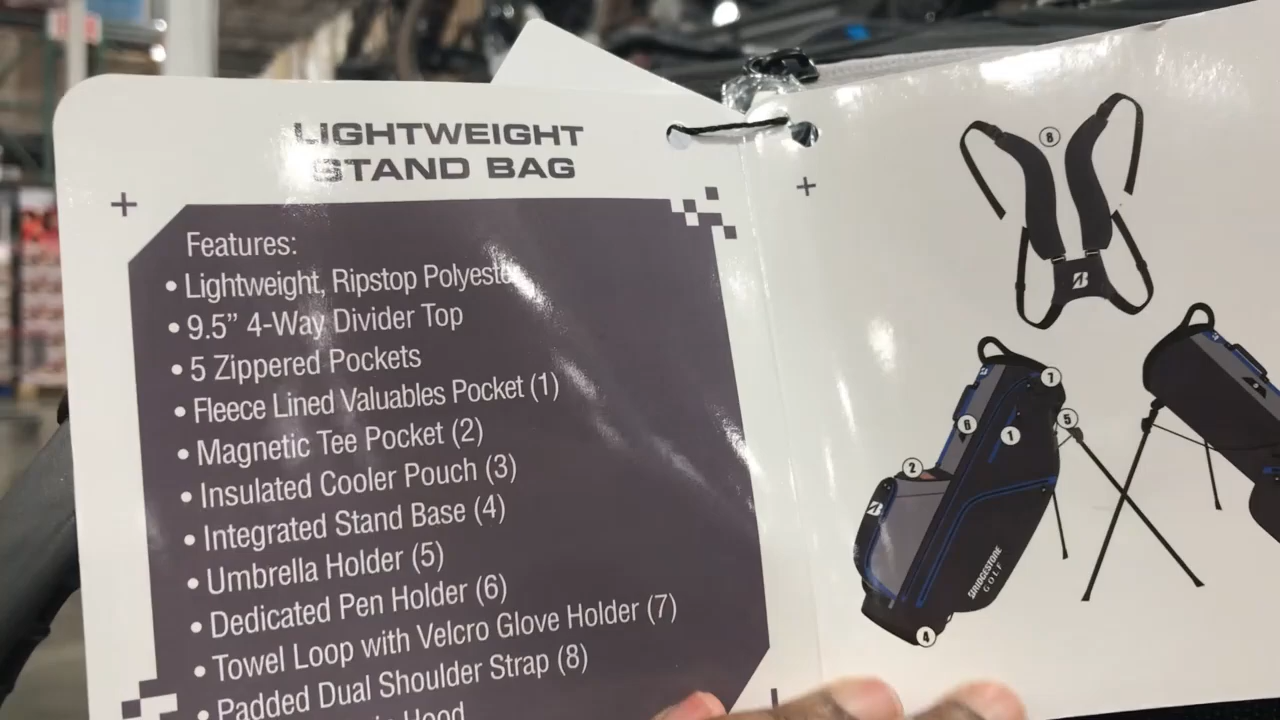 LIGHTWEIGHT
STAND BAG
Features:
• Lightweight, Ripstop Polyester
• 9.5” 4-Way Divider Top
• 5 Zippered Pockets
• Fleece Lined Valuables Pocket (1)
• Magnetic Tee Pocket (2)
• Insulated Cooler Pouch (3)
• Integrated Stand Base (4)
• Umbrella Holder (5)
• Dedicated Pen Holder (6)
• Towel Loop with Velcro Glove Holder (7)
• Padded Dual Shoulder Strap (8)
Hood
8
B
7
5
6
1
2
B
BRIDGESTONE
GOLF
4